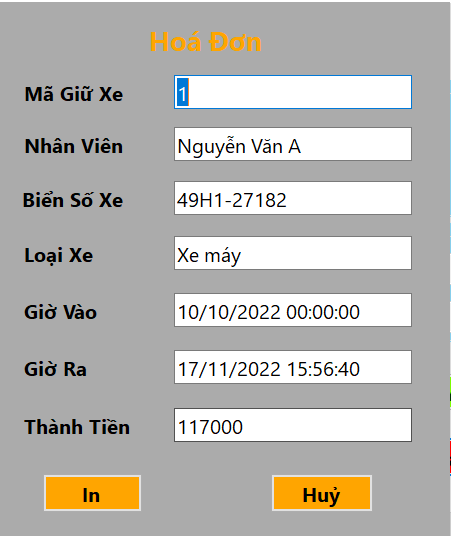 Hoá Đơn
Mã Giữ Xe 1
Nhân Viên Nguyễn Văn A
Biển Số Xe 49H1-27182
Loại Xe Xe máy
Giờ Vào 10/10/2022 00:00:00
Giờ Ra 17/11/2022 15:56:40
Thành Tiền 117000
In Huỷ